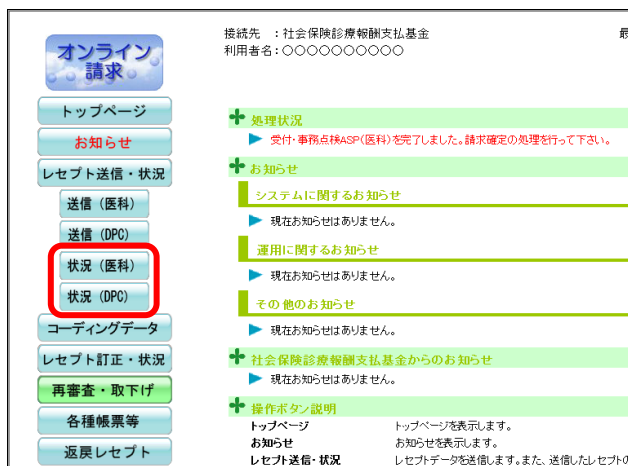 オンライン
請求
トップページ
お知らせ
レセプト送信・状況
送信（医科）
送信（DPC）
状況（医科）
状況（DPC）
コーディングデータ
レセプト訂正・状況
再審査・取下げ
各種帳票等
返戻レセプト
接続先　：社会保険診療報酬支払基金
最
利用者名：○○○○○○○○○○
処理状況
受付・事務点検ASP（医科）を完了しました。請求確定の処理を行って下さい。
お知らせ
システムに関するお知らせ
現在お知らせはありません。
運用に関するお知らせ
現在お知らせはありません。
その他のお知らせ
現在お知らせはありません。
社会保険診療報酬支払基金からのお知らせ
現在お知らせはありません。
操作ボタン説明
トップページ　トップページを表示します。
お知らせ　お知らせを表示します。
レセプト送信・状況　レセプトデータを送信します。また、送信したレセプトの